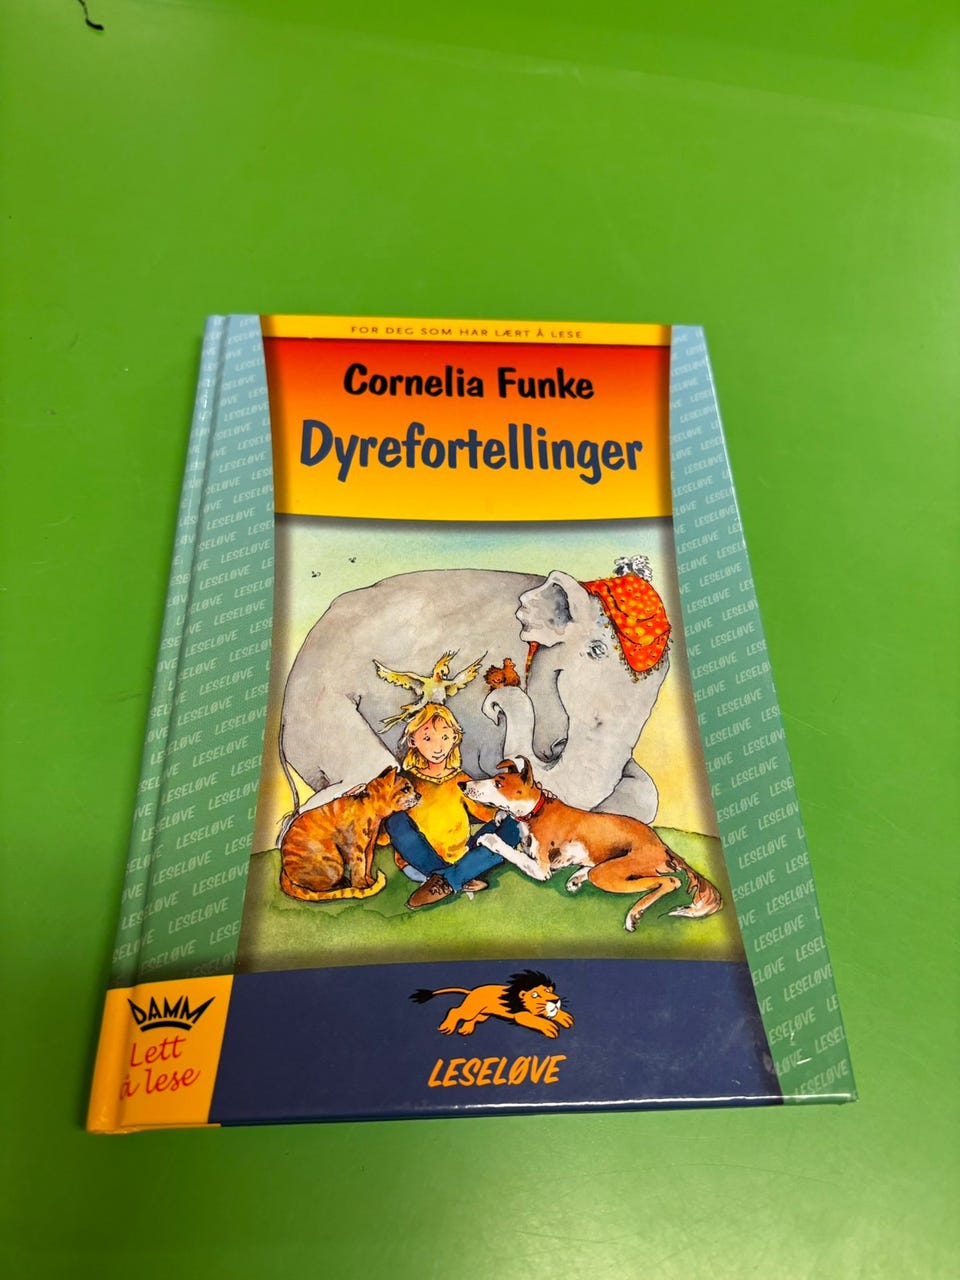 FOR DEG SOM HAR LÆRT Å LESE
Cornelia Funke
Dyrefortellinger
DAMM
Lett
å lese
LESELØVE